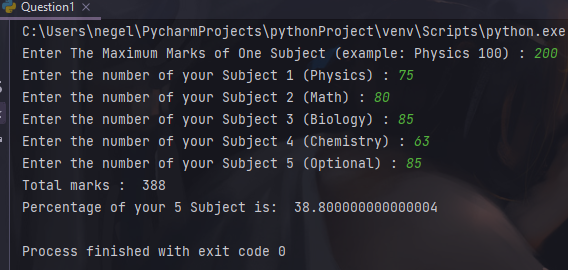 Question1
C:\Users\negel\PycharmProjects\pythonProject\venv\Scripts\python.exe
Enter The Maximum Marks of One Subject (example: Physics 100) : 200
Enter the number of your Subject 1 (Physics) : 75
Enter the number of your Subject 2 (Math) : 80
Enter the number of your Subject 3 (Biology) : 85
Enter the number of your Subject 4 (Chemistry) : 63
Enter the number of your Subject 5 (Optional) : 85
Total marks :  388
Percentage of your 5 Subject is:  38.800000000000004
Process finished with exit code 0